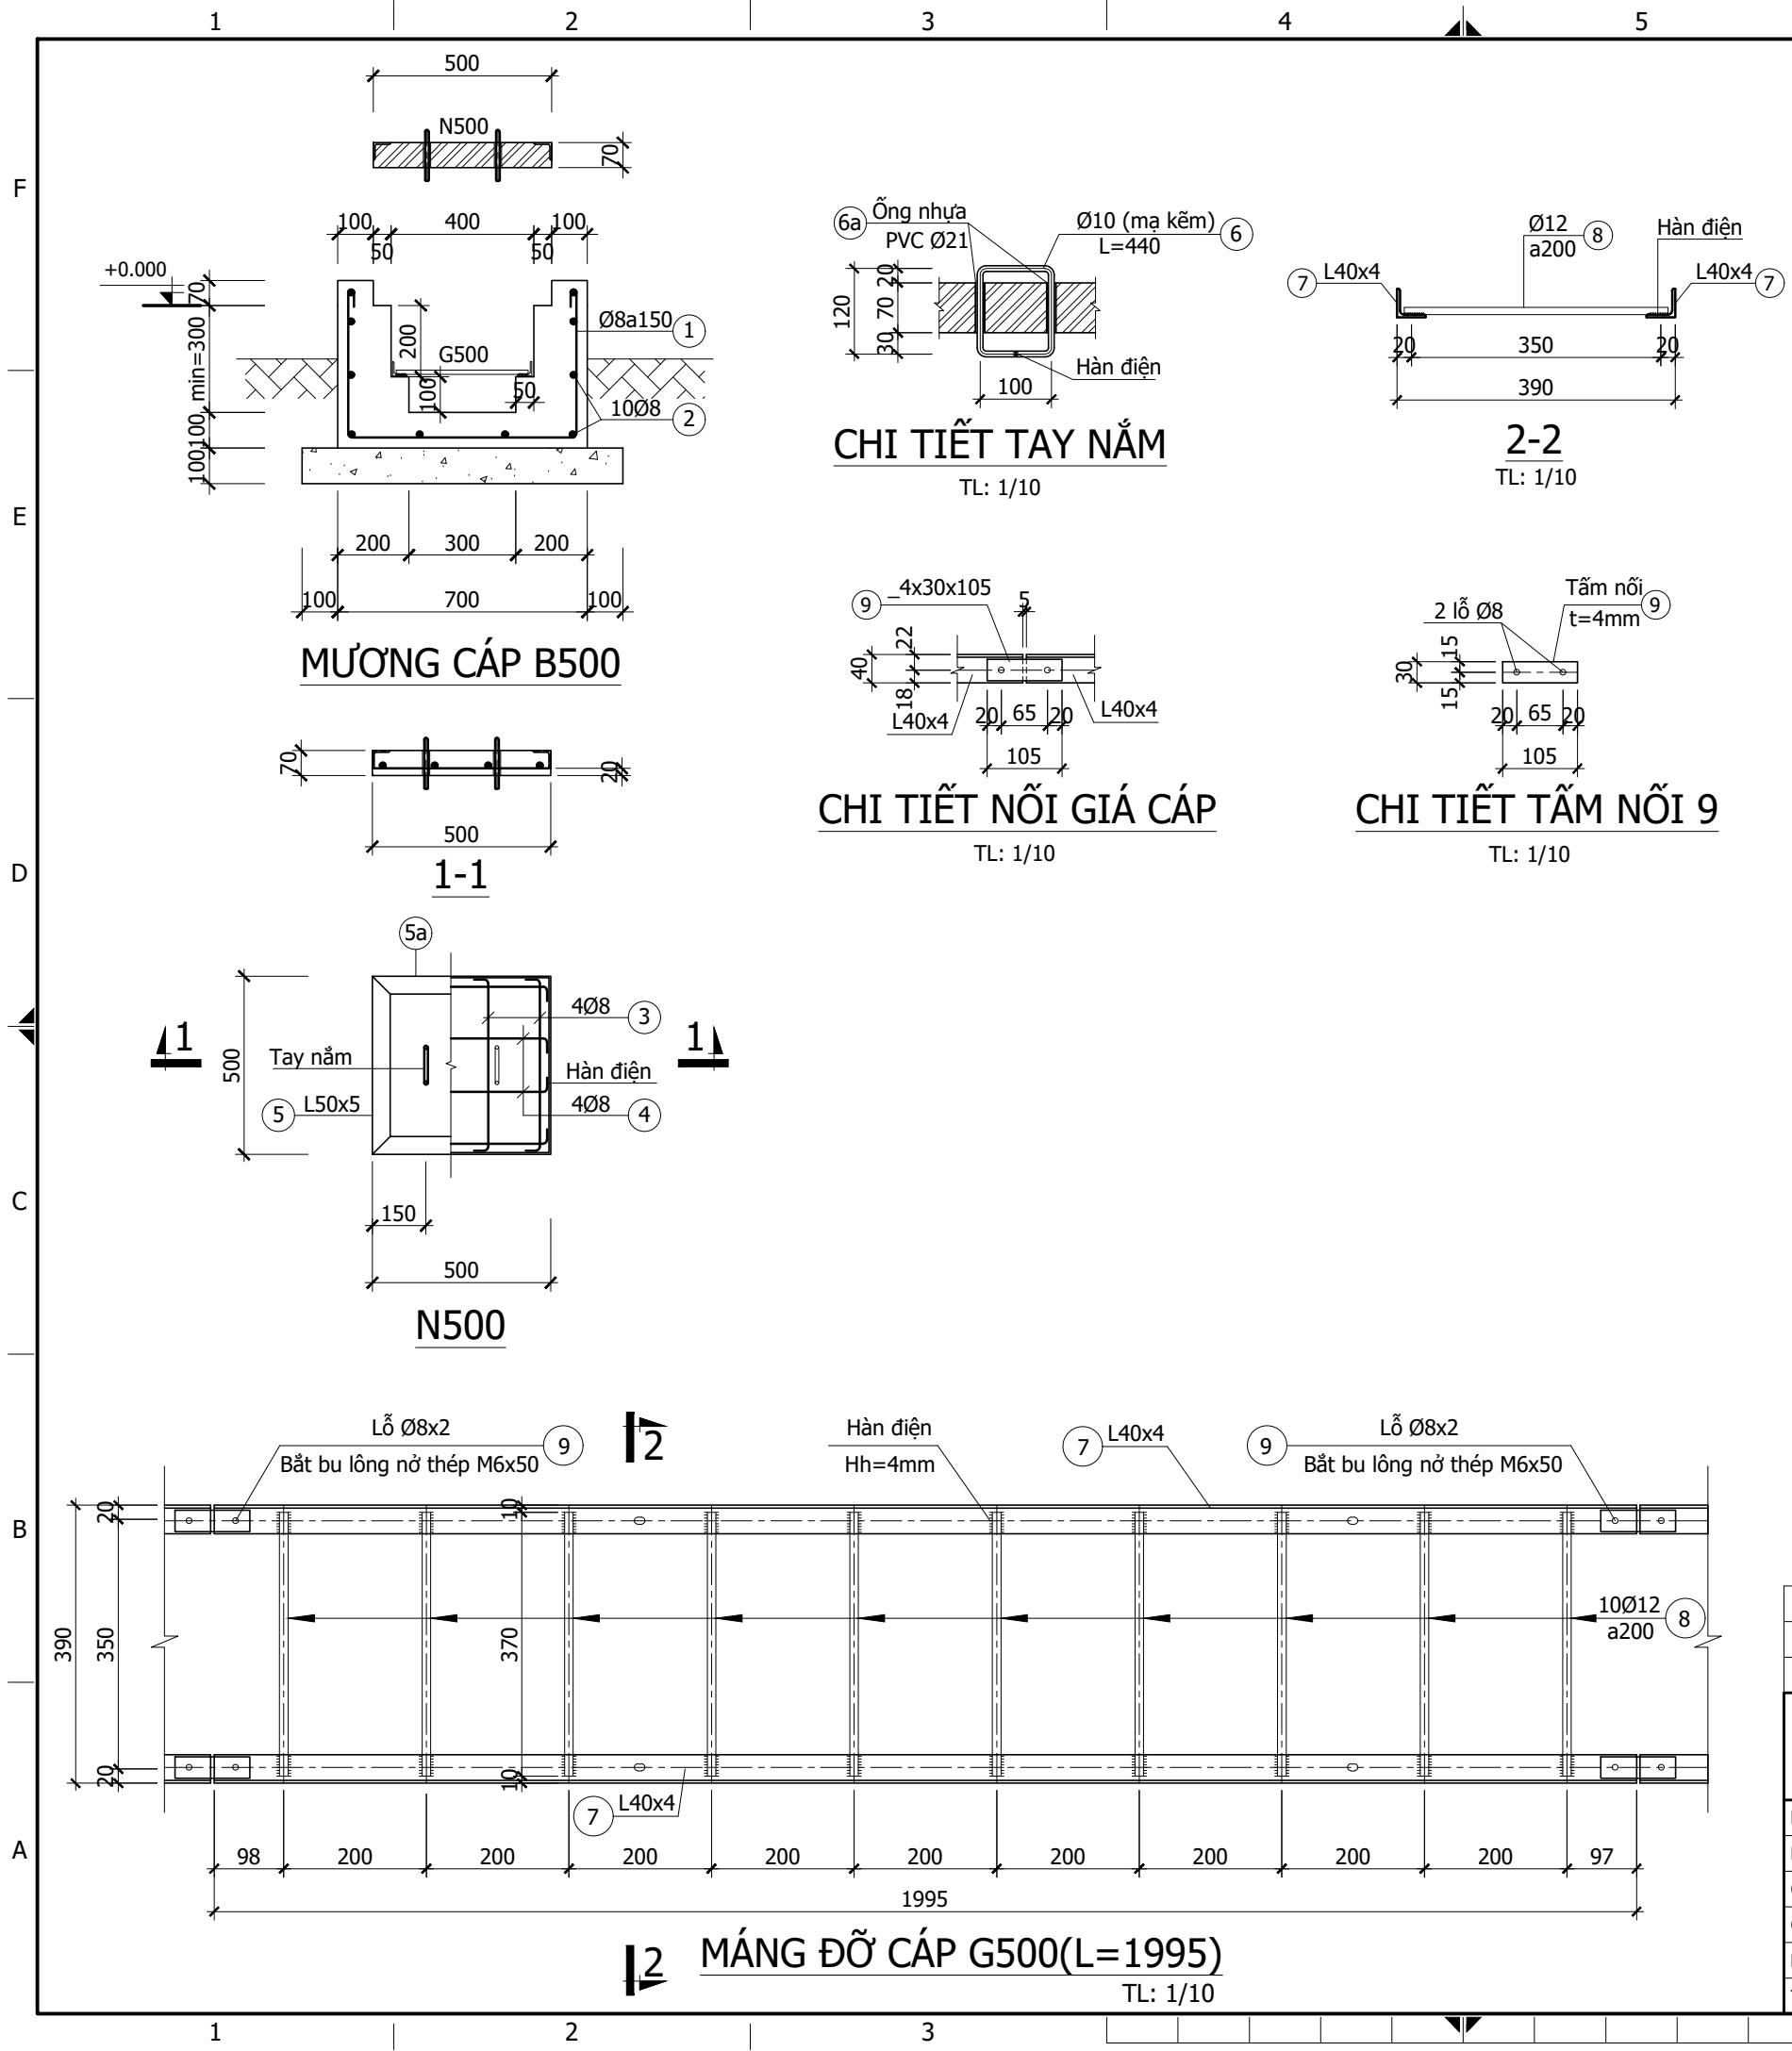 1
2
3
4
5
F
E
D
C
B
A
500
N500
70
100
400
100
50
50
+0.000
70
min=300
100
100
200
G500
100
50
Ø8a150
1
10Ø8
2
200
300
200
100
700
100
MƯƠNG CÁP B500
6a
Ống nhựa
PVC Ø21
Ø10 (mạ kẽm)
L=440
6
120
20
70
30
Hàn điện
100
CHI TIẾT TAY NẮM
TL: 1/10
Ø12
a200
8
Hàn điện
7
L40x4
L40x4
7
20
350
20
390
2-2
TL: 1/10
9
_4x30x105
5
22
40
18
L40x4
L40x4
20
65
20
105
CHI TIẾT NỐI GIÁ CÁP
TL: 1/10
Tấm nối
t=4mm
9
2 lỗ Ø8
15
30
15
20
65
20
105
CHI TIẾT TẤM NỐI 9
TL: 1/10
70
20
500
1-1
5a
500
4Ø8
3
1
1
Tay nắm
Hàn điện
5
L50x5
4Ø8
4
150
500
N500
Lỗ Ø8x2
Bắt bu lông nở thép M6x50
9
2
Hàn điện
Hh=4mm
7
L40x4
9
Lỗ Ø8x2
Bắt bu lông nở thép M6x50
20
10
390
350
370
10Ø12
a200
8
20
10
7
L40x4
98
200
200
200
200
200
200
200
200
200
97
1995
2
MÁNG ĐỠ CÁP G500(L=1995)
TL: 1/10
1
2
3